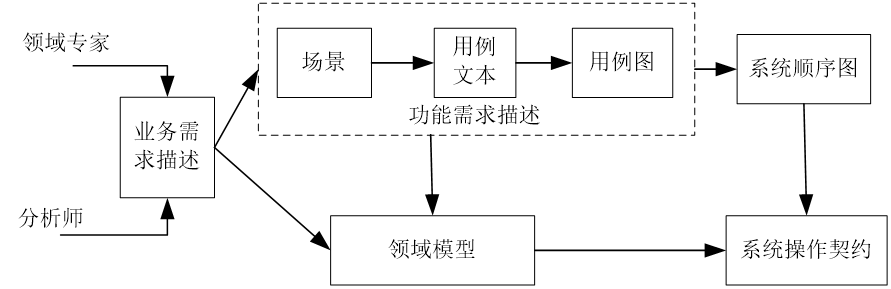 领域专家
分析师
业务需
求描述
场景
用例
文本
用例图
功能需求描述
系统顺序图
领域模型
系统操作契约